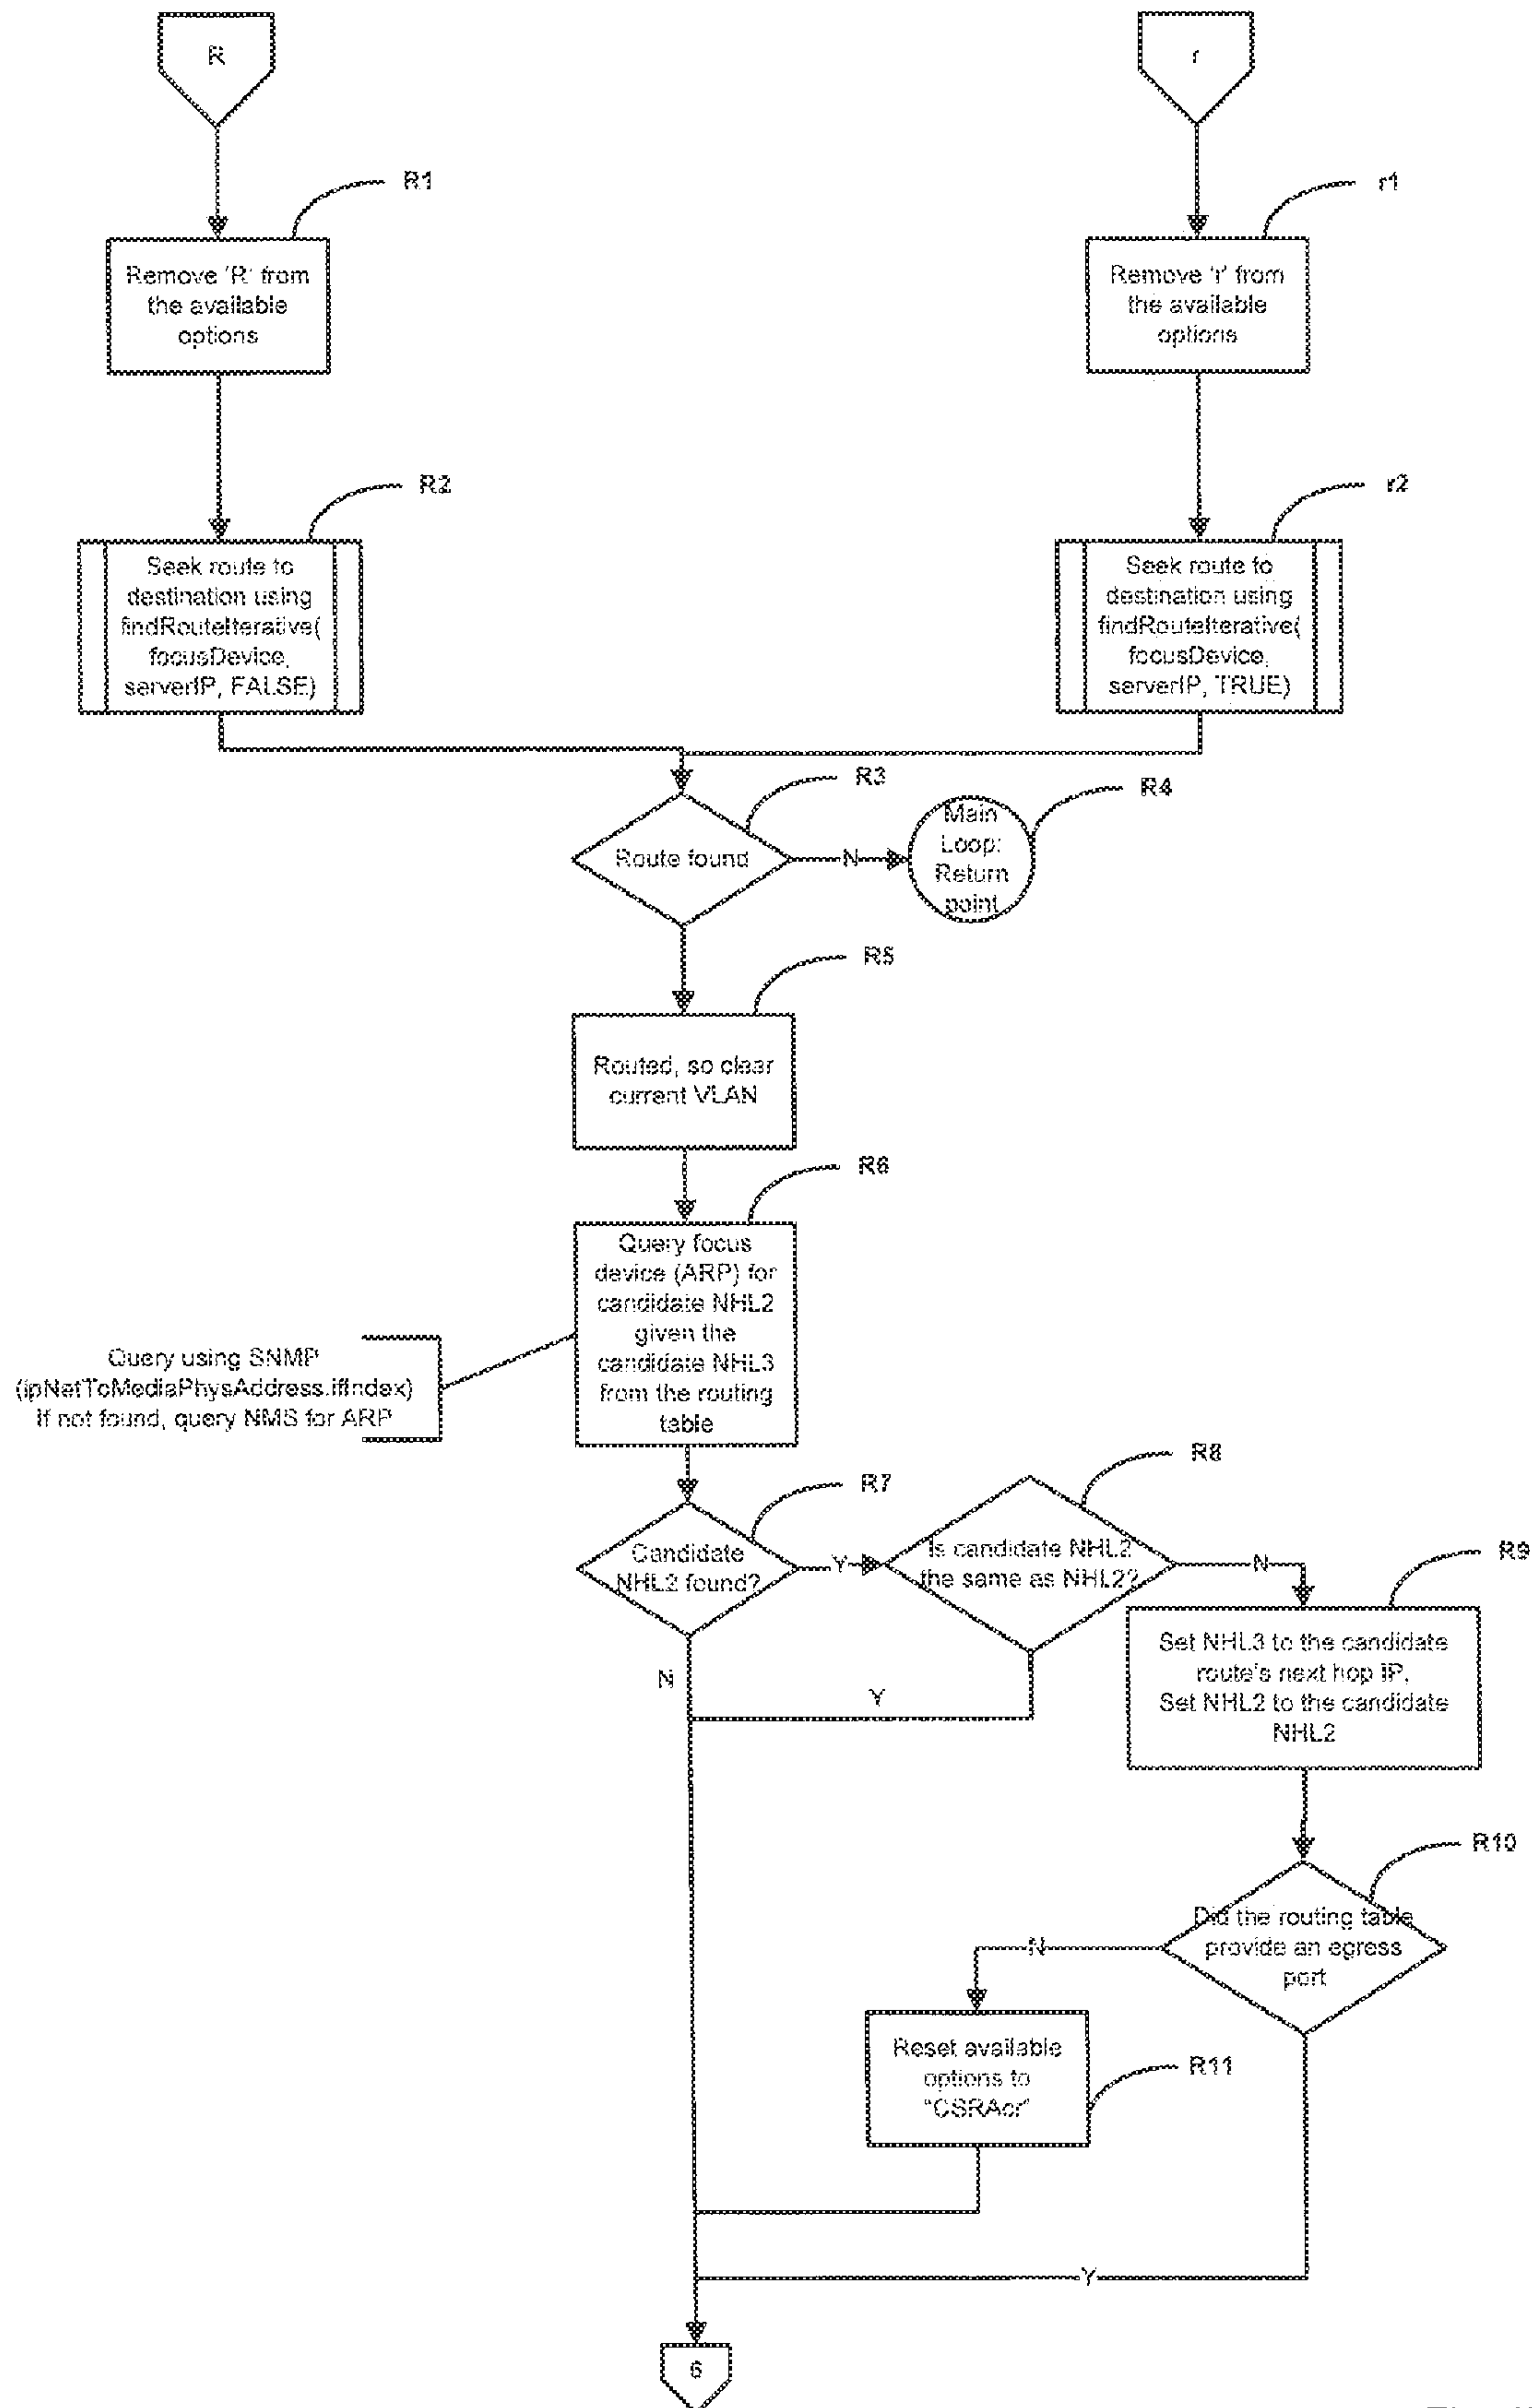 R
r
R1
r1
Remove 'R' from
the available
options
Remove 'r' from
the available
options
R2
r2
Seek route to
destination using
findRouteIterative(
focusDevice,
serverIP, FALSE)
Seek route to
destination using
findRouteIterative(
focusDevice,
serverIP, TRUE)
R3
R4
Route found
N
Main
Loop:
Return
point
R5
Routed, so clear
current VLAN
R6
Query focus
device (ARP) for
candidate NHL2
given the
candidate NHL3
from the routing
table
Query using SNMP
(ipNetToMediaPhysAddress.ifIndex)
If not found, query NMS for ARP
R7
R8
Candidate
NHL2 found?
Y
Is candidate NHL2
the same as NHL2?
N
R9
N
Y
Set NHL3 to the candidate
route's next hop IP.
Set NHL2 to the candidate
NHL2
R10
Did the routing table
provide an egress
port
N
Reset available
options to
"CSRAcr"
R11
Y
6